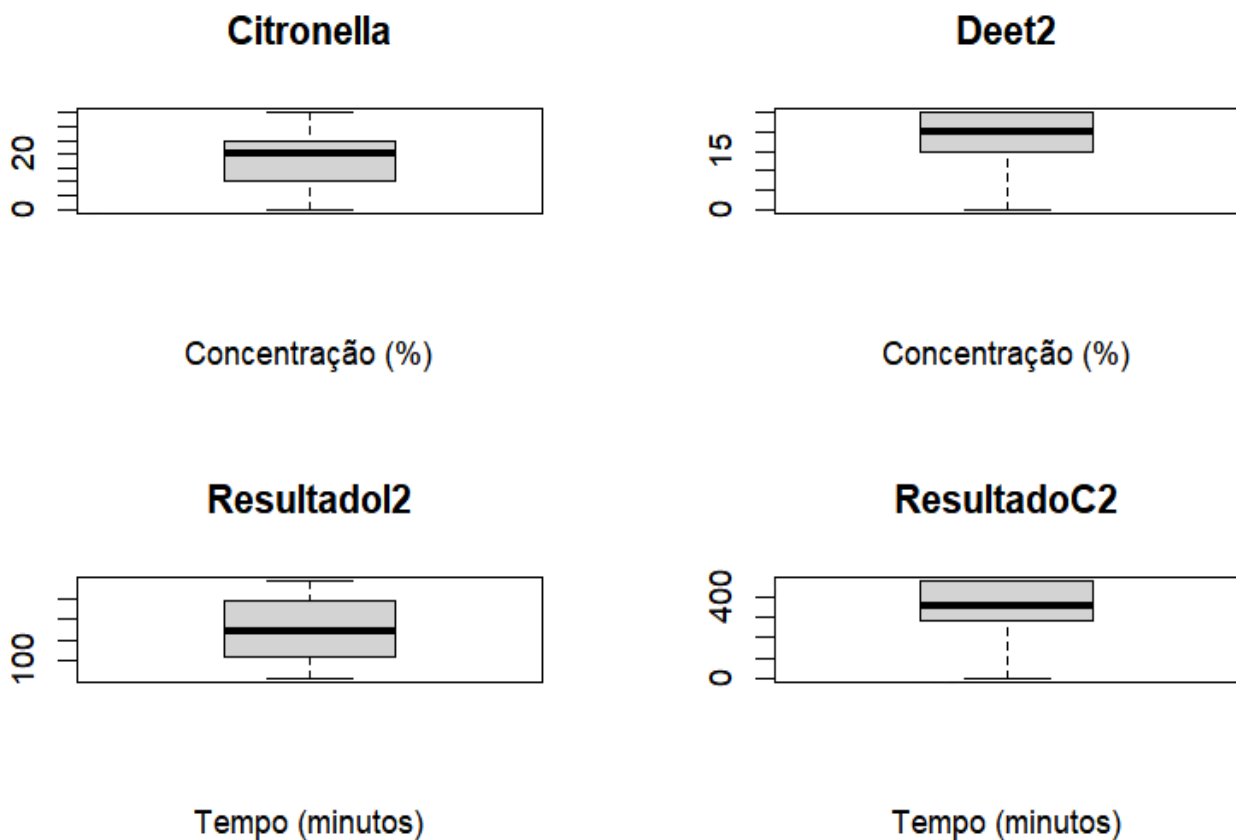 Citronella
20
0
Concentração (%)
Deet2
15
0
Concentração (%)
ResultadoI2
100
Tempo (minutos)
ResultadoC2
400
0
Tempo (minutos)